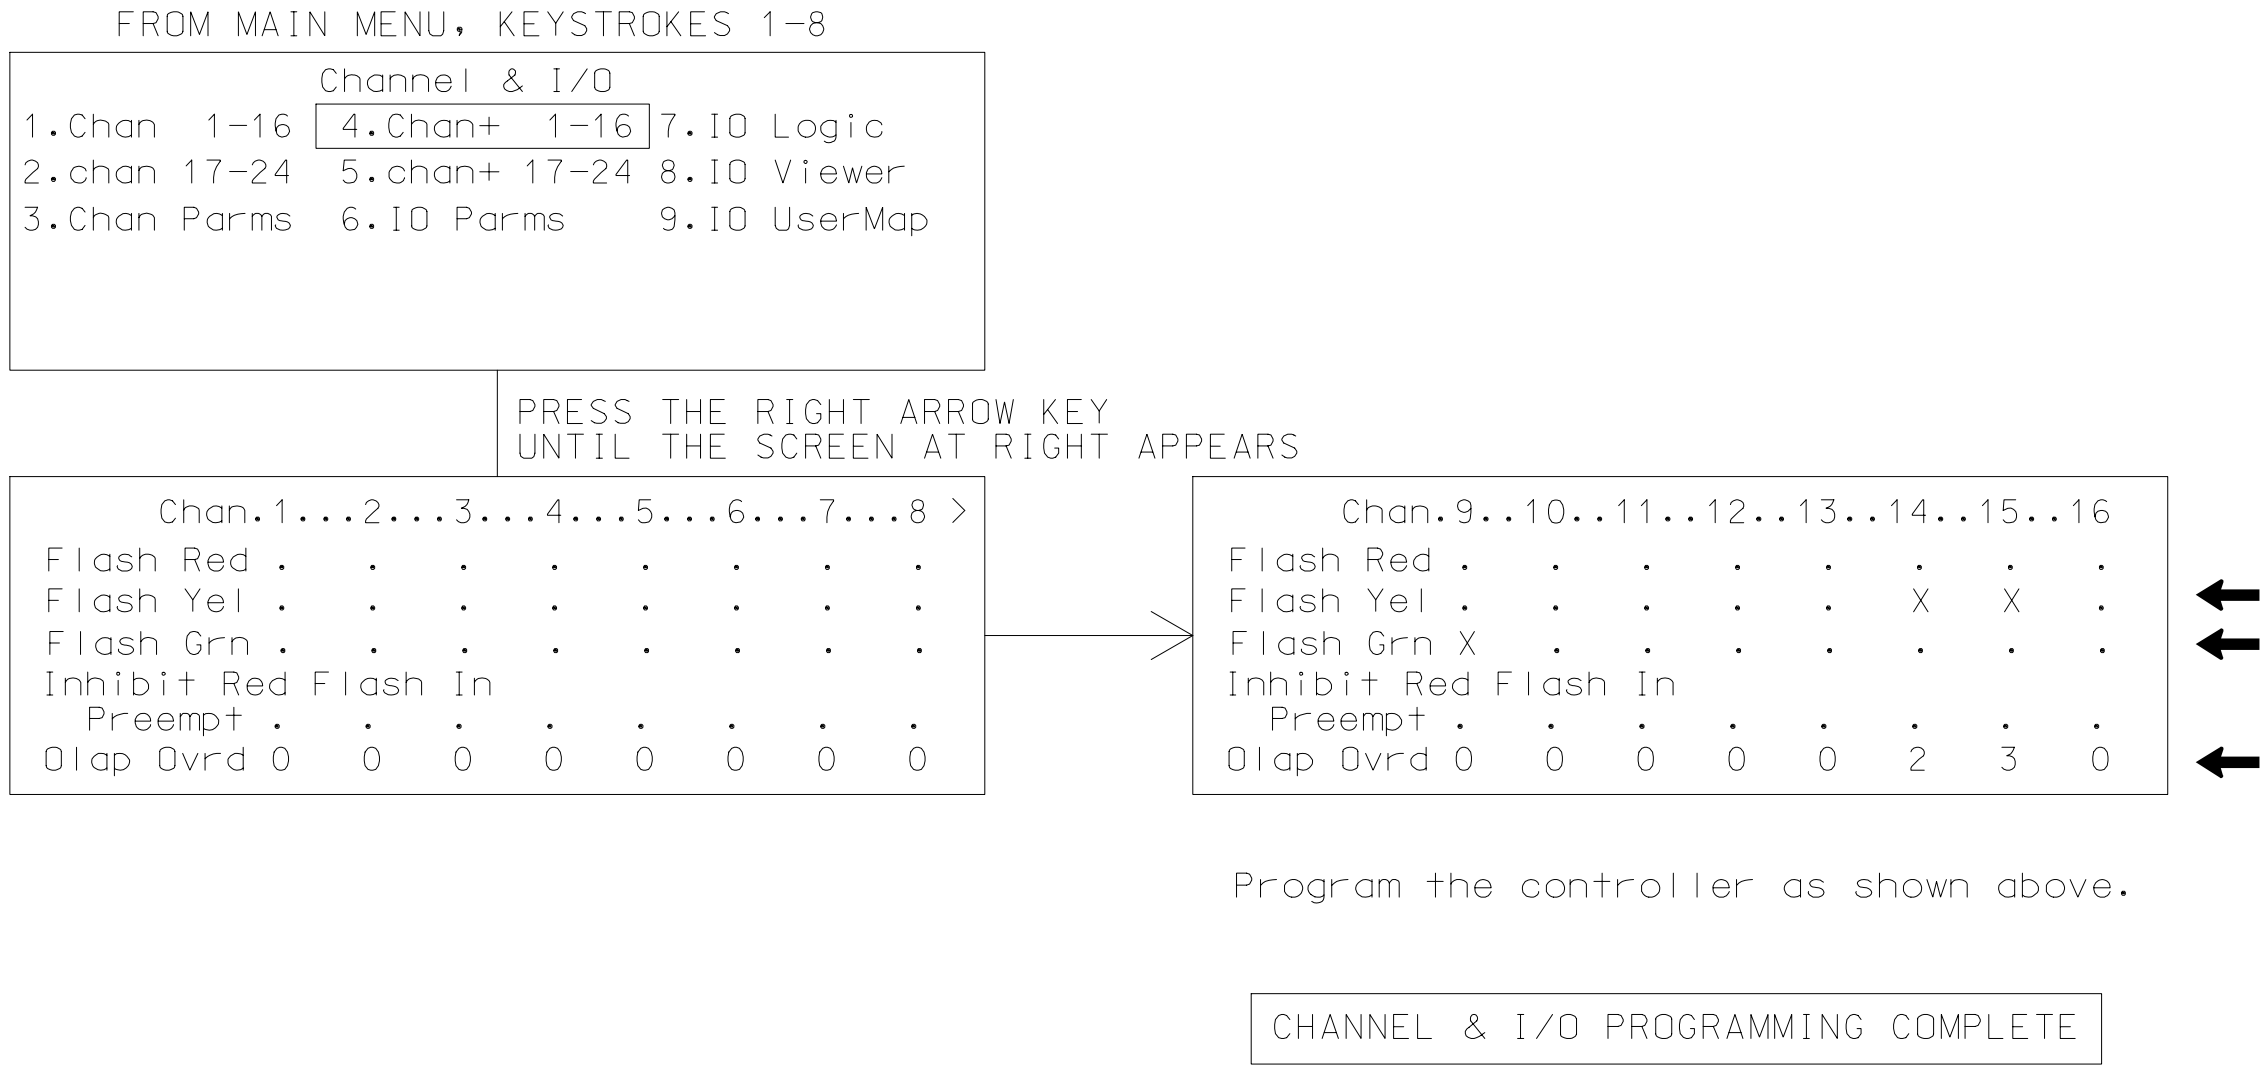 FROM MAIN MENU, KEYSTROKES 1-8
Channel & I/O
1.Chan 1-16 4.Chan+ 1-16 7.IO Logic
2.chan 17-24 5.chan+ 17-24 8.IO Viewer
3.Chan Parms 6.IO Parms 9.IO UserMap
PRESS THE RIGHT ARROW KEY
UNTIL THE SCREEN AT RIGHT APPEARS
Chan.1...2...3...4...5...6...7...8 >
Flash Red . . . . . . . .
Flash Yel . . . . . . . .
Flash Grn . . . . . . . .
Inhibit Red Flash In
Preempt . . . . . . . .
Olap Ovrd 0 0 0 0 0 0 0 0
Chan.9..10..11..12..13..14..15..16
Flash Red . . . . . . . .
Flash Yel . . . . . X X .
Flash Grn X . . . . . . .
Inhibit Red Flash In
Preempt . . . . . . . .
Olap Ovrd 0 0 0 0 0 2 3 0
Program the controller as shown above.
CHANNEL & I/O PROGRAMMING COMPLETE